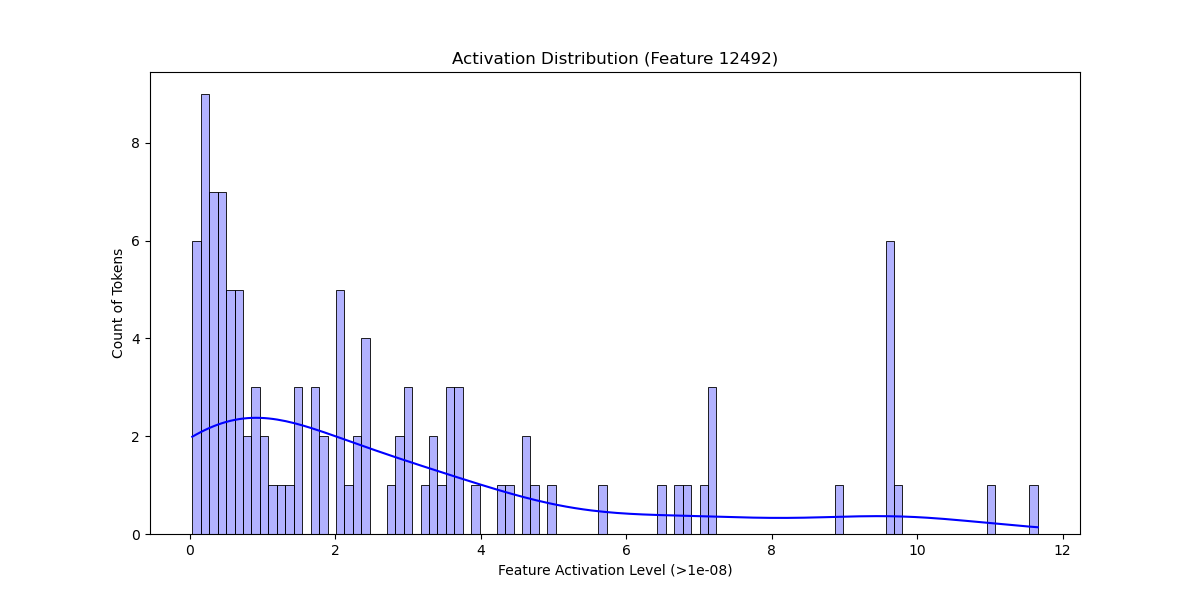 Activation Distribution (Feature 12492)
8
6
4
2
0
Count of Tokens
0 2 4 6 8 10 12
Feature Activation Level (>1e-08)